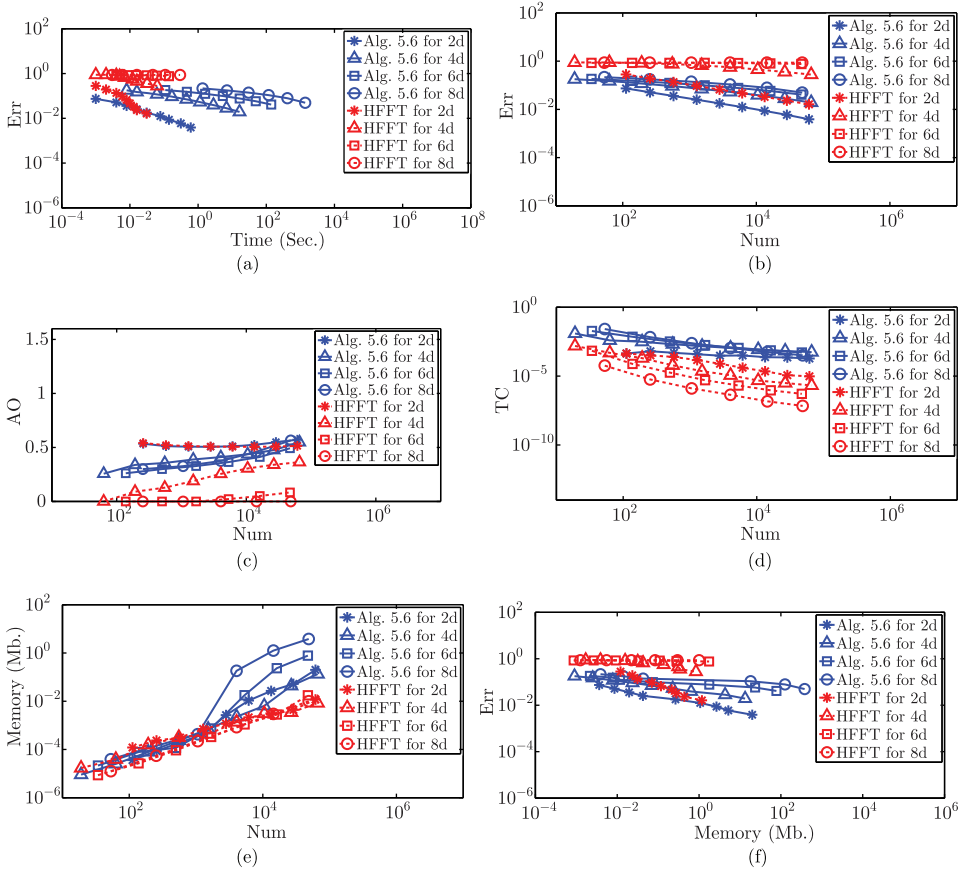 10^2
10^0
10^-2
10^-4
10^-6
Err
10^-4
10^-2
10^0
10^2
10^4
10^6
10^8
Time (Sec.)
Alg. 5.6 for 2d
Alg. 5.6 for 4d
Alg. 5.6 for 6d
Alg. 5.6 for 8d
HFFT for 2d
HFFT for 4d
HFFT for 6d
HFFT for 8d
(a)
10^2
10^0
10^-2
10^-4
10^-6
Err
10^2
10^4
10^6
Num
Alg. 5.6 for 2d
Alg. 5.6 for 4d
Alg. 5.6 for 6d
Alg. 5.6 for 8d
HFFT for 2d
HFFT for 4d
HFFT for 6d
HFFT for 8d
(b)
1.5
1
0.5
0
AO
10^2
10^4
10^6
Num
Alg. 5.6 for 2d
Alg. 5.6 for 4d
Alg. 5.6 for 6d
Alg. 5.6 for 8d
HFFT for 2d
HFFT for 4d
HFFT for 6d
HFFT for 8d
(c)
10^0
10^-5
10^-10
TC
10^2
10^4
10^6
Num
Alg. 5.6 for 2d
Alg. 5.6 for 4d
Alg. 5.6 for 6d
Alg. 5.6 for 8d
HFFT for 2d
HFFT for 4d
HFFT for 6d
HFFT for 8d
(d)
10^2
10^0
10^-2
10^-4
10^-6
Memory (Mb.)
10^2
10^4
10^6
Num
Alg. 5.6 for 2d
Alg. 5.6 for 4d
Alg. 5.6 for 6d
Alg. 5.6 for 8d
HFFT for 2d
HFFT for 4d
HFFT for 6d
HFFT for 8d
(e)
10^2
10^0
10^-2
10^-4
10^-6
Err
10^-4
10^-2
10^0
10^2
10^4
10^6
Memory (Mb.)
Alg. 5.6 for 2d
Alg. 5.6 for 4d
Alg. 5.6 for 6d
Alg. 5.6 for 8d
HFFT for 2d
HFFT for 4d
HFFT for 6d
HFFT for 8d
(f)